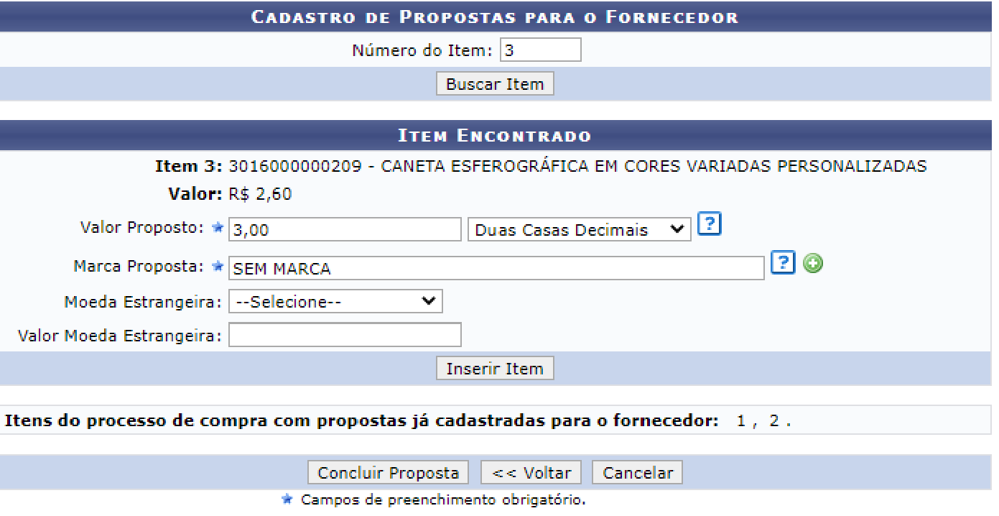 CADASTRO DE PROPOSTAS PARA O FORNECEDOR
Número do Item: 3
Buscar Item
ITEM ENCONTRADO
Item 3: 3016000000209 - CANETA ESFEROGRÁFICA EM CORES VARIADAS PERSONALIZADAS
Valor: R$ 2,60
Valor Proposto: 3,00 Duas Casas Decimais ?
Marca Proposta: SEM MARCA ?
Moeda Estrangeira: --Selecione--
Valor Moeda Estrangeira:
Inserir Item
Itens do processo de compra com propostas já cadastradas para o fornecedor: 1 , 2 .
Concluir Proposta << Voltar Cancelar
Campos de preenchimento obrigatório.